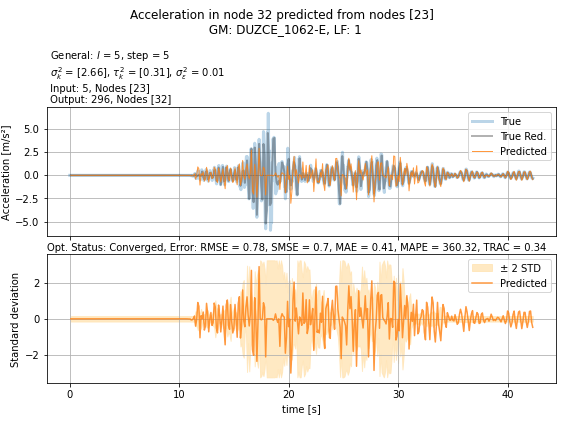 Acceleration in node 32 predicted from nodes [23]
GM: DUZCE_1062-E, LF: 1
General: l = 5, step = 5
σ²ₖ = [2.66], τ²ₖ = [0.31], σ²ε = 0.01
Input: 5, Nodes [23]
Output: 296, Nodes [32]
Acceleration [m/s²]
5.0
2.5
0.0
−2.5
−5.0
True
True Red.
Predicted
Opt. Status: Converged, Error: RMSE = 0.78, SMSE = 0.7, MAE = 0.41, MAPE = 360.32, TRAC = 0.34
Standard deviation
2
0
−2
± 2 STD
Predicted
0 10 20 30 40
time [s]